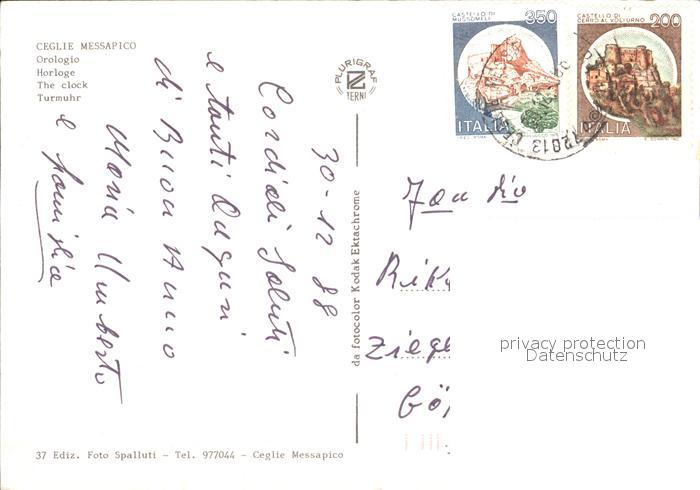 CEGLIE MESSAPICO
Orologio
Horloge
The clock
Turmuhr
30-12 88
Cordiali Saluti
e tanti Auguri
di Buon Anno
Maria Umberto
e famiglia
PLURIGRAF
TERNI
da fotocolor Kodak Ektachrome
CASTELLO DI
MUSSOMELI
350
ITALIA
CASTELLO DI
CERRO AL VOLTURNO
200
ITALIA
72013
privacy protection
Datenschutz
37 Ediz. Foto Spalluti - Tel. 977044 - Ceglie Messapico